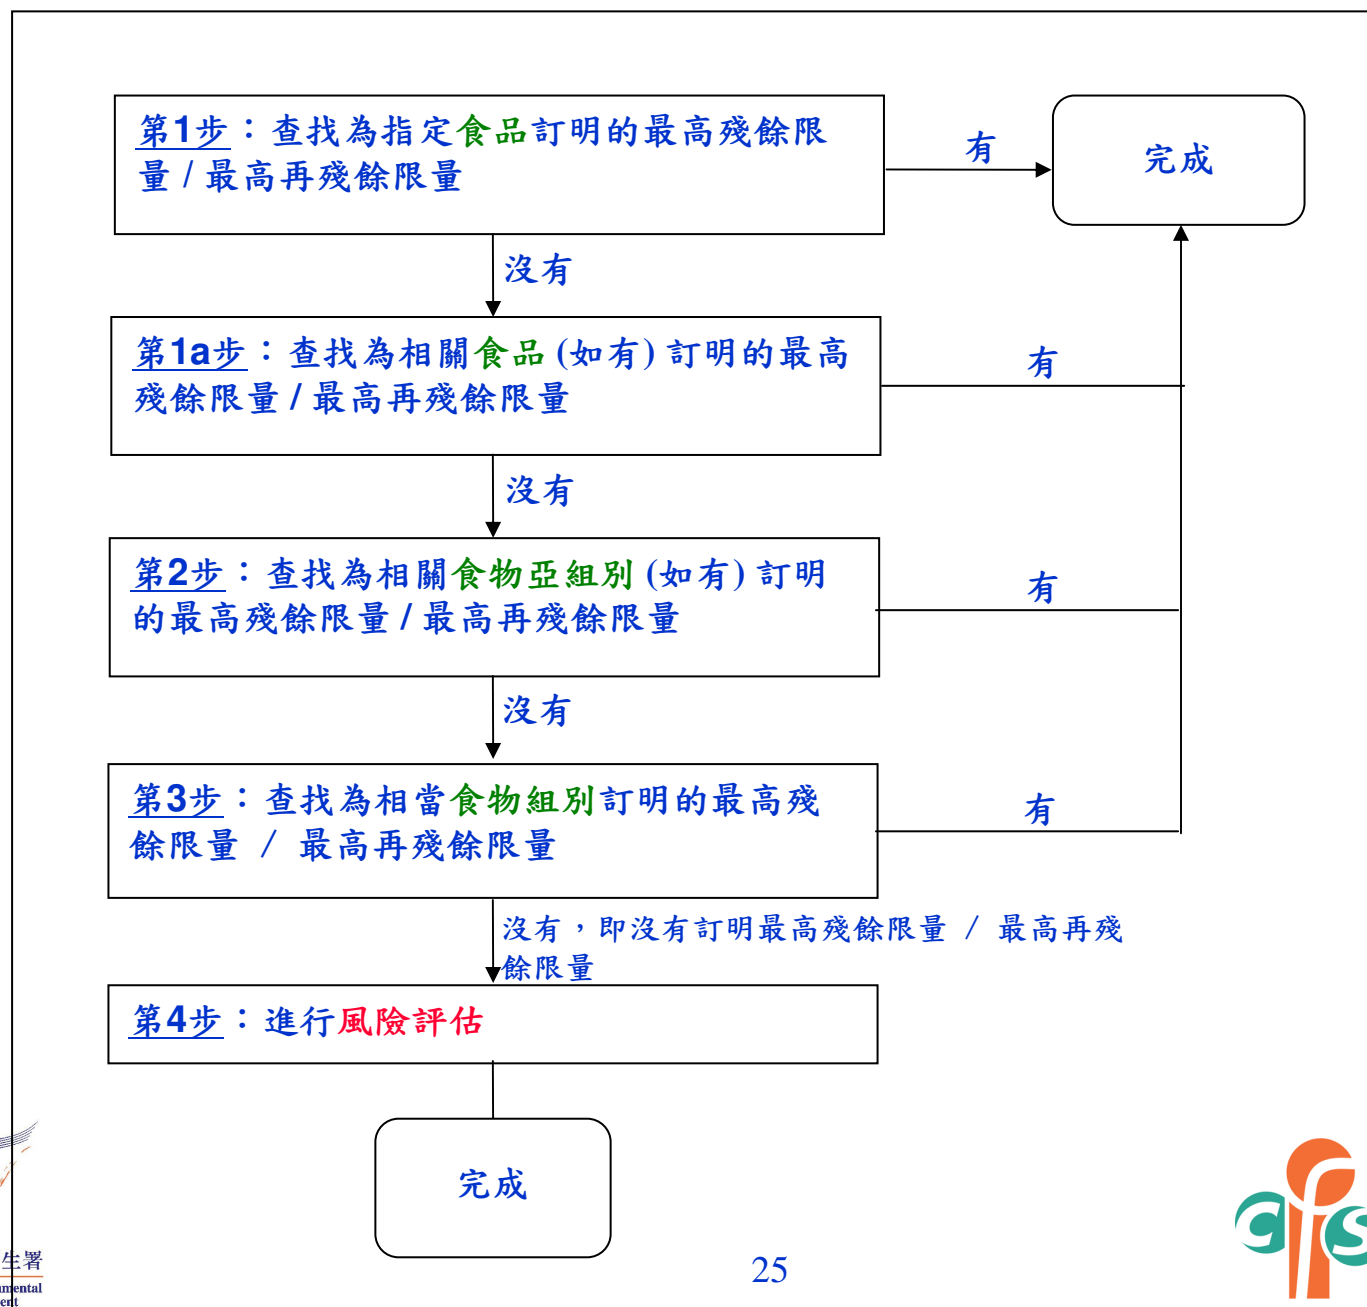 第1步：查找為指定食品訂明的最高殘餘限
量 / 最高再殘餘限量
有
完成
沒有
第1a步：查找為相關食品 (如有) 訂明的最高
殘餘限量 / 最高再殘餘限量
有
沒有
第2步：查找為相關食物亞組別 (如有) 訂明
的最高殘餘限量 / 最高再殘餘限量
有
沒有
第3步：查找為相當食物組別訂明的最高殘
餘限量 / 最高再殘餘限量
有
沒有，即沒有訂明最高殘餘限量 / 最高再殘
餘限量
第4步：進行風險評估
完成
生署
25
cfs